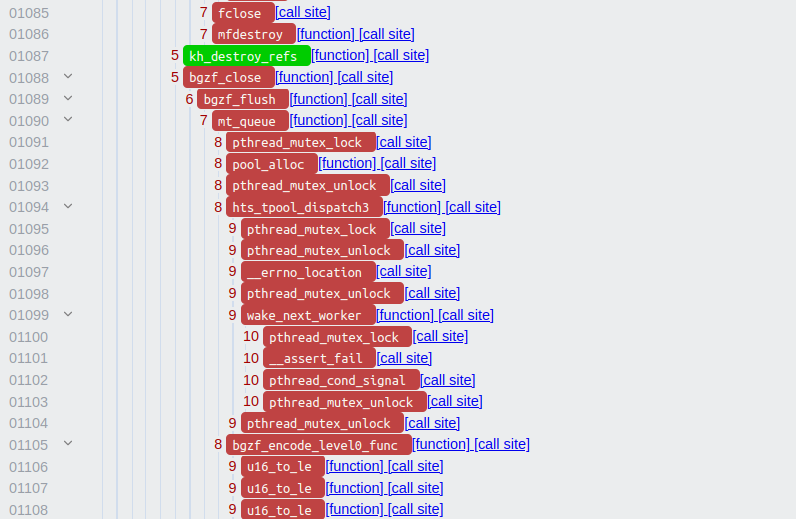 01085 7 fclose [call site]
01086 7 mfdestroy [function] [call site]
01087 5 kh_destroy_refs [function] [call site]
01088 5 bgzf_close [function] [call site]
01089 6 bgzf_flush [function] [call site]
01090 7 mt_queue [function] [call site]
01091 8 pthread_mutex_lock [call site]
01092 8 pool_alloc [function] [call site]
01093 8 pthread_mutex_unlock [call site]
01094 8 hts_tpool_dispatch3 [function] [call site]
01095 9 pthread_mutex_lock [call site]
01096 9 pthread_mutex_unlock [call site]
01097 9 __errno_location [call site]
01098 9 pthread_mutex_unlock [call site]
01099 9 wake_next_worker [function] [call site]
01100 10 pthread_mutex_lock [call site]
01101 10 __assert_fail [call site]
01102 10 pthread_cond_signal [call site]
01103 10 pthread_mutex_unlock [call site]
01104 9 pthread_mutex_unlock [call site]
01105 8 bgzf_encode_level0_func [function] [call site]
01106 9 u16_to_le [function] [call site]
01107 9 u16_to_le [function] [call site]
01108 9 u16_to_le [function] [call site]